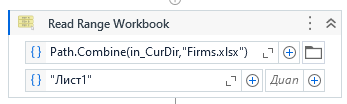 Read Range Workbook
Path.Combine(in_CurDir,"Firms.xlsx")
"Лист1" Диап